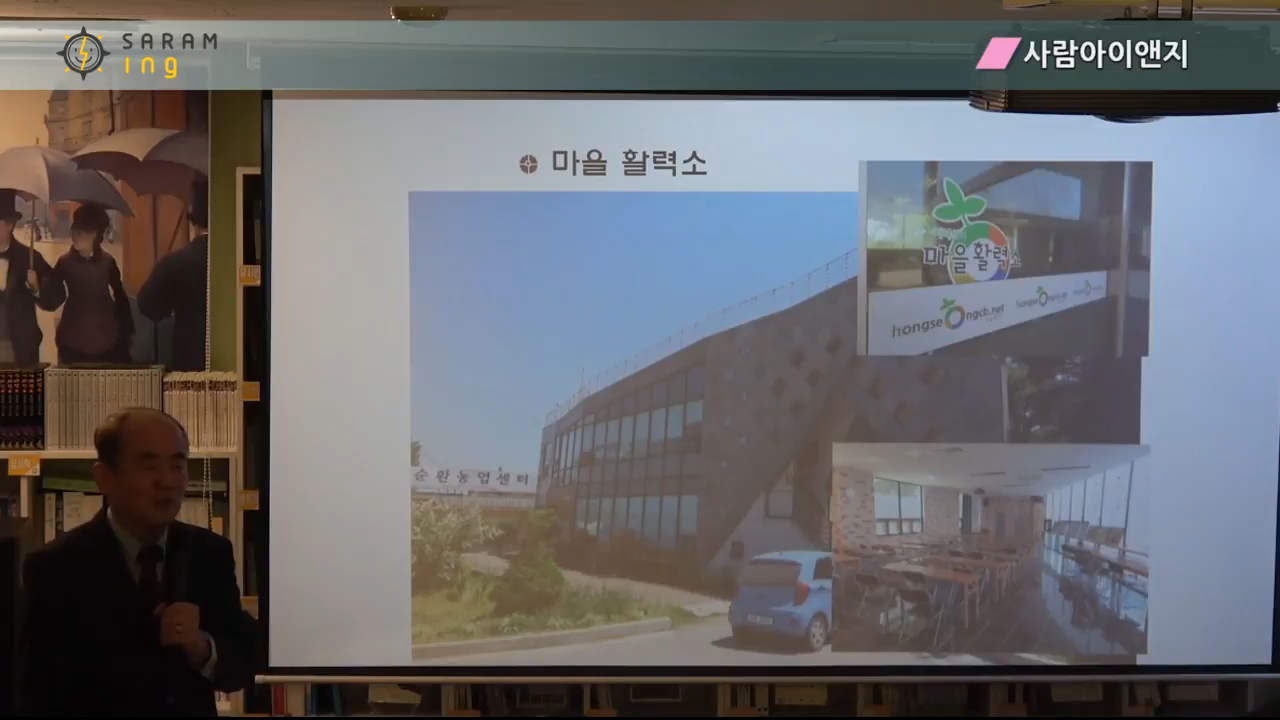 SARAM
ing
사람아이앤지
마을 활력소
마을활력소
hongseongcb.net
순환농업센터